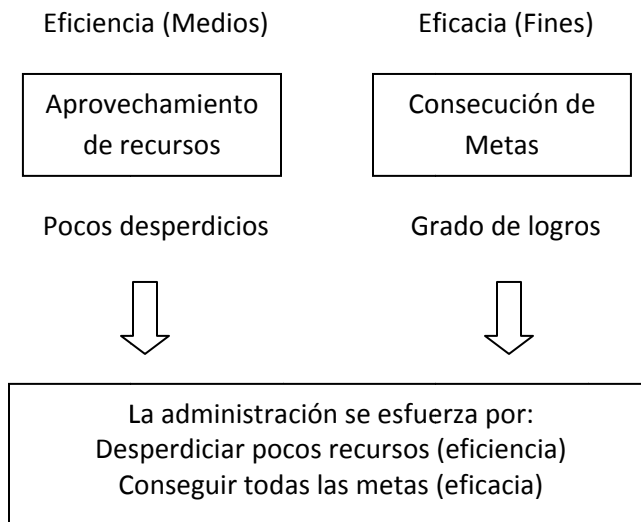 Eficiencia (Medios)
Eficacia (Fines)
Aprovechamiento
de recursos
Consecución de
Metas
Pocos desperdicios
Grado de logros
La administración se esfuerza por:
Desperdiciar pocos recursos (eficiencia)
Conseguir todas las metas (eficacia)